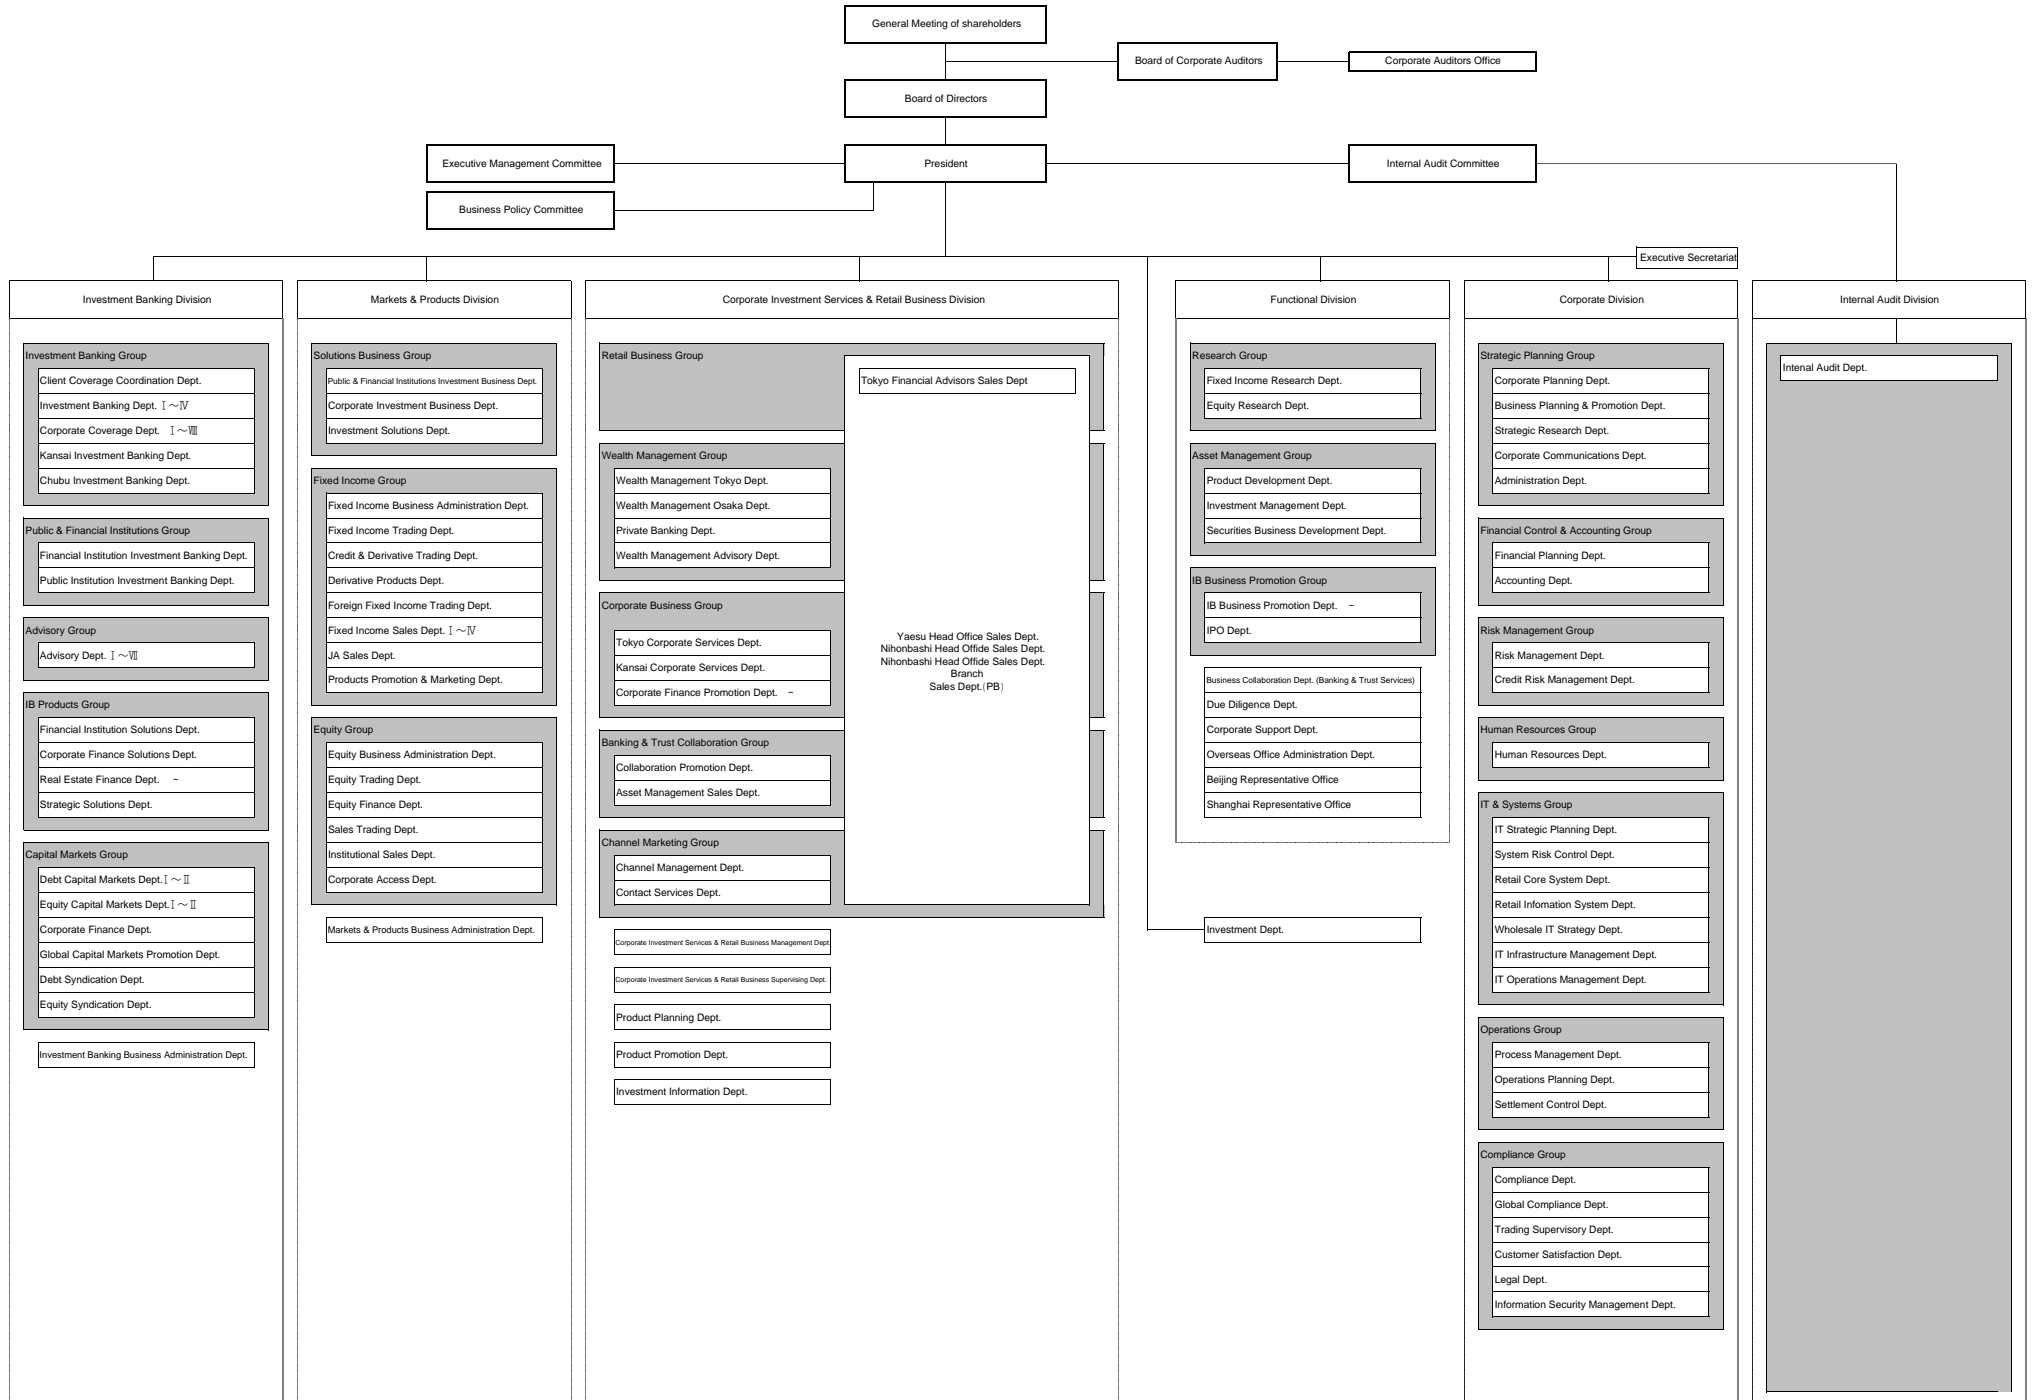 General Meeting of shareholders
Board of Corporate Auditors
Corporate Auditors Office
Board of Directors
Executive Management Committee
President
Internal Audit Committee
Business Policy Committee
Executive Secretariat
Investment Banking Division
Investment Banking Group
Client Coverage Coordination Dept.
Investment Banking Dept. Ⅰ～Ⅳ
Corporate Coverage Dept. Ⅰ～Ⅷ
Kansai Investment Banking Dept.
Chubu Investment Banking Dept.
Public & Financial Institutions Group
Financial Institution Investment Banking Dept.
Public Institution Investment Banking Dept.
Advisory Group
Advisory Dept. Ⅰ～Ⅶ
IB Products Group
Financial Institution Solutions Dept.
Corporate Finance Solutions Dept.
Real Estate Finance Dept. ~
Strategic Solutions Dept.
Capital Markets Group
Debt Capital Markets Dept.Ⅰ～Ⅱ
Equity Capital Markets Dept.Ⅰ～Ⅱ
Corporate Finance Dept.
Global Capital Markets Promotion Dept.
Debt Syndication Dept.
Equity Syndication Dept.
Investment Banking Business Administration Dept.
Markets & Products Division
Solutions Business Group
Public & Financial Institutions Investment Business Dept.
Corporate Investment Business Dept.
Investment Solutions Dept.
Fixed Income Group
Fixed Income Business Administration Dept.
Fixed Income Trading Dept.
Credit & Derivative Trading Dept.
Derivative Products Dept.
Foreign Fixed Income Trading Dept.
Fixed Income Sales Dept. Ⅰ～Ⅳ
JA Sales Dept.
Products Promotion & Marketing Dept.
Equity Group
Equity Business Administration Dept.
Equity Trading Dept.
Equity Finance Dept.
Sales Trading Dept.
Institutional Sales Dept.
Corporate Access Dept.
Markets & Products Business Administration Dept.
Corporate Investment Services & Retail Business Division
Retail Business Group
Wealth Management Group
Wealth Management Tokyo Dept.
Wealth Management Osaka Dept.
Private Banking Dept.
Wealth Management Advisory Dept.
Corporate Business Group
Tokyo Corporate Services Dept.
Kansai Corporate Services Dept.
Corporate Finance Promotion Dept. ~
Banking & Trust Collaboration Group
Collaboration Promotion Dept.
Asset Management Sales Dept.
Channel Marketing Group
Channel Management Dept.
Contact Services Dept.
Corporate Investment Services & Retail Business Management Dept.
Corporate Investment Services & Retail Business Supervising Dept.
Product Planning Dept.
Product Promotion Dept.
Investment Information Dept.
Tokyo Financial Advisors Sales Dept
Yaesu Head Office Sales Dept.
Nihonbashi Head Offide Sales Dept.
Nihonbashi Head Offide Sales Dept.
Branch
Sales Dept.(PB)
Functional Division
Research Group
Fixed Income Research Dept.
Equity Research Dept.
Asset Management Group
Product Development Dept.
Investment Management Dept.
Securities Business Development Dept.
IB Business Promotion Group
IB Business Promotion Dept. ~
IPO Dept.
Business Collaboration Dept. (Banking & Trust Services)
Due Diligence Dept.
Corporate Support Dept.
Overseas Office Administration Dept.
Beijing Representative Office
Shanghai Representative Office
Investment Dept.
Corporate Division
Strategic Planning Group
Corporate Planning Dept.
Business Planning & Promotion Dept.
Strategic Research Dept.
Corporate Communications Dept.
Administration Dept.
Financial Control & Accounting Group
Financial Planning Dept.
Accounting Dept.
Risk Management Group
Risk Management Dept.
Credit Risk Management Dept.
Human Resources Group
Human Resources Dept.
IT & Systems Group
IT Strategic Planning Dept.
System Risk Control Dept.
Retail Core System Dept.
Retail Infomation System Dept.
Wholesale IT Strategy Dept.
IT Infrastructure Management Dept.
IT Operations Management Dept.
Operations Group
Process Management Dept.
Operations Planning Dept.
Settlement Control Dept.
Compliance Group
Compliance Dept.
Global Compliance Dept.
Trading Supervisory Dept.
Customer Satisfaction Dept.
Legal Dept.
Information Security Management Dept.
Internal Audit Division
Intenal Audit Dept.